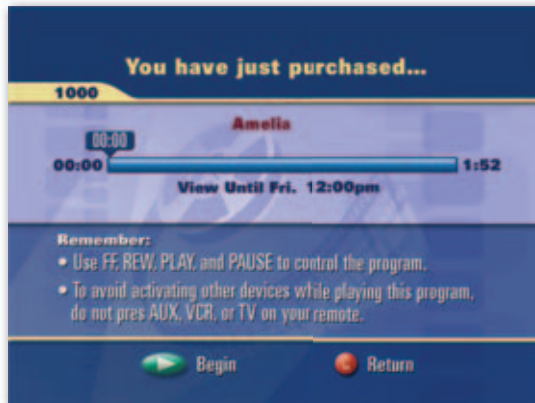 You have just purchased...
1000
Amelia
00:00
00:00 1:52
View Until Fri. 12:00pm
Remember:
• Use FF, REW, PLAY, and PAUSE to control the program.
• To avoid activating other devices while playing this program,
do not pres AUX, VCR, or TV on your remote.
Begin Return